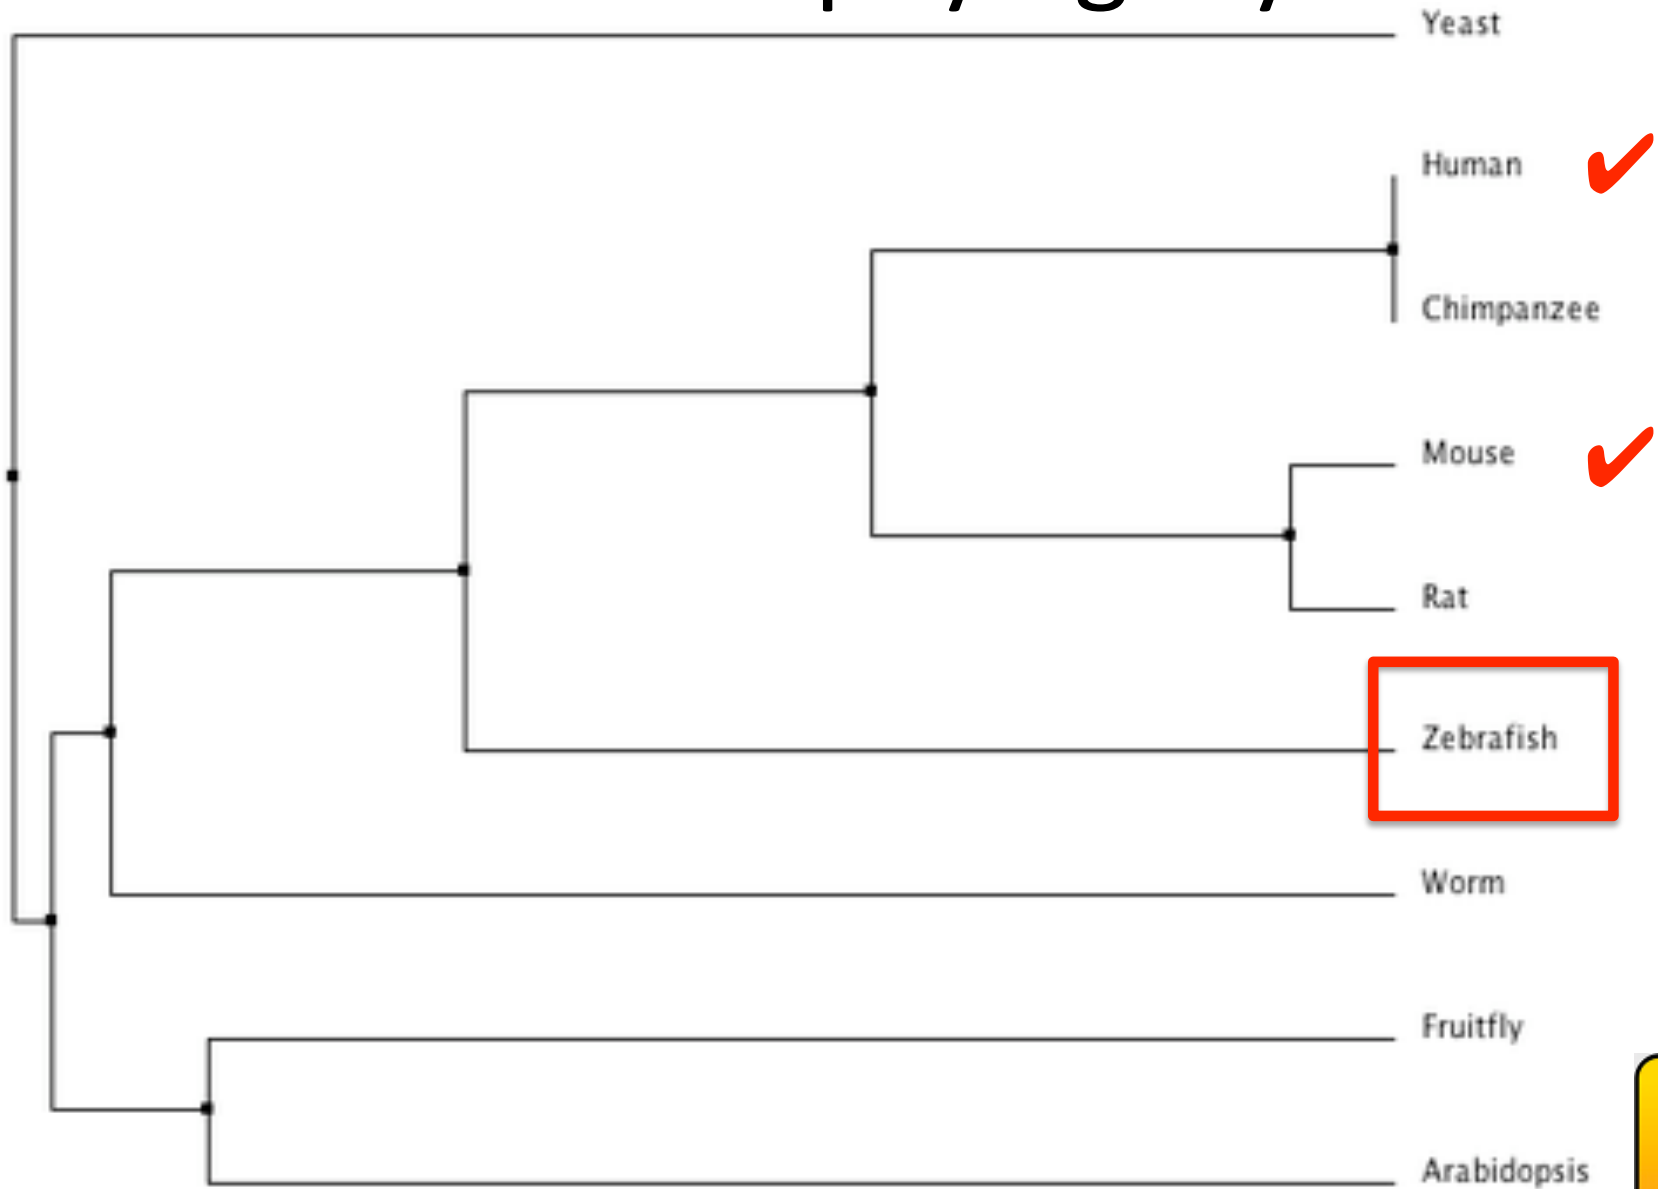 Yeast
Human
Chimpanzee
Mouse
Rat
Zebrafish
Worm
Fruitfly
Arabidopsis